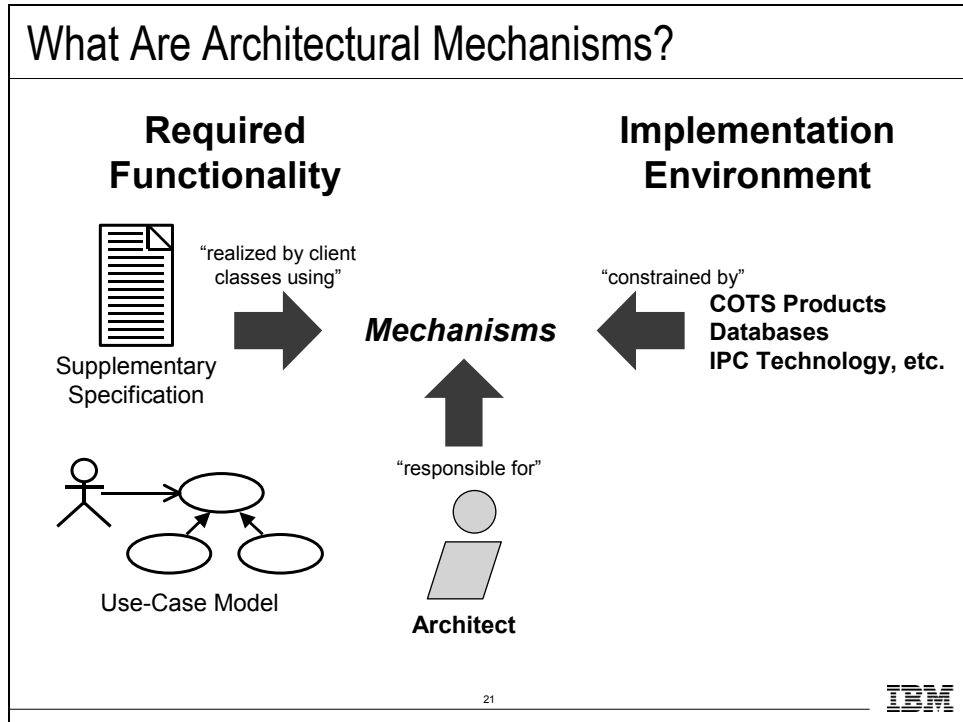 What Are Architectural Mechanisms?
Required
Functionality
Implementation
Environment
“realized by client
classes using”
“constrained by”
COTS Products
Databases
IPC Technology, etc.
Mechanisms
Supplementary
Specification
“responsible for”
Use-Case Model
Architect
21
IBM